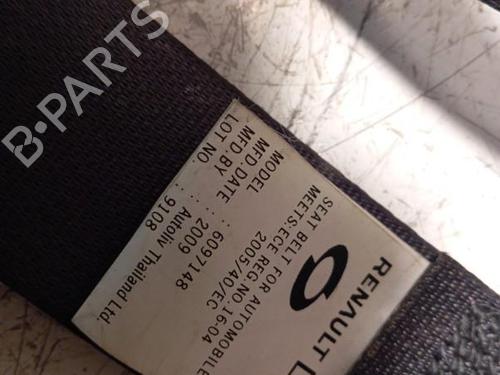 B-PARTS
RENAULT
SEAT BELT FOR AUTOMOBILE
MEETS:ECE REG NO.16-04
2005/40/EC
MODEL : 6097148
MFD.DATE : 2009
MFD.BY : Autoliv Thailand Ltd.
LOT NO. : 9108